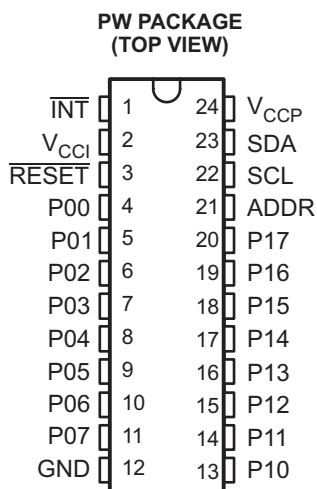 PW PACKAGE
(TOP VIEW)
INT 1 24 VCCP
VCCI 2 23 SDA
RESET 3 22 SCL
P00 4 21 ADDR
P01 5 20 P17
P02 6 19 P16
P03 7 18 P15
P04 8 17 P14
P05 9 16 P13
P06 10 15 P12
P07 11 14 P11
GND 12 13 P10